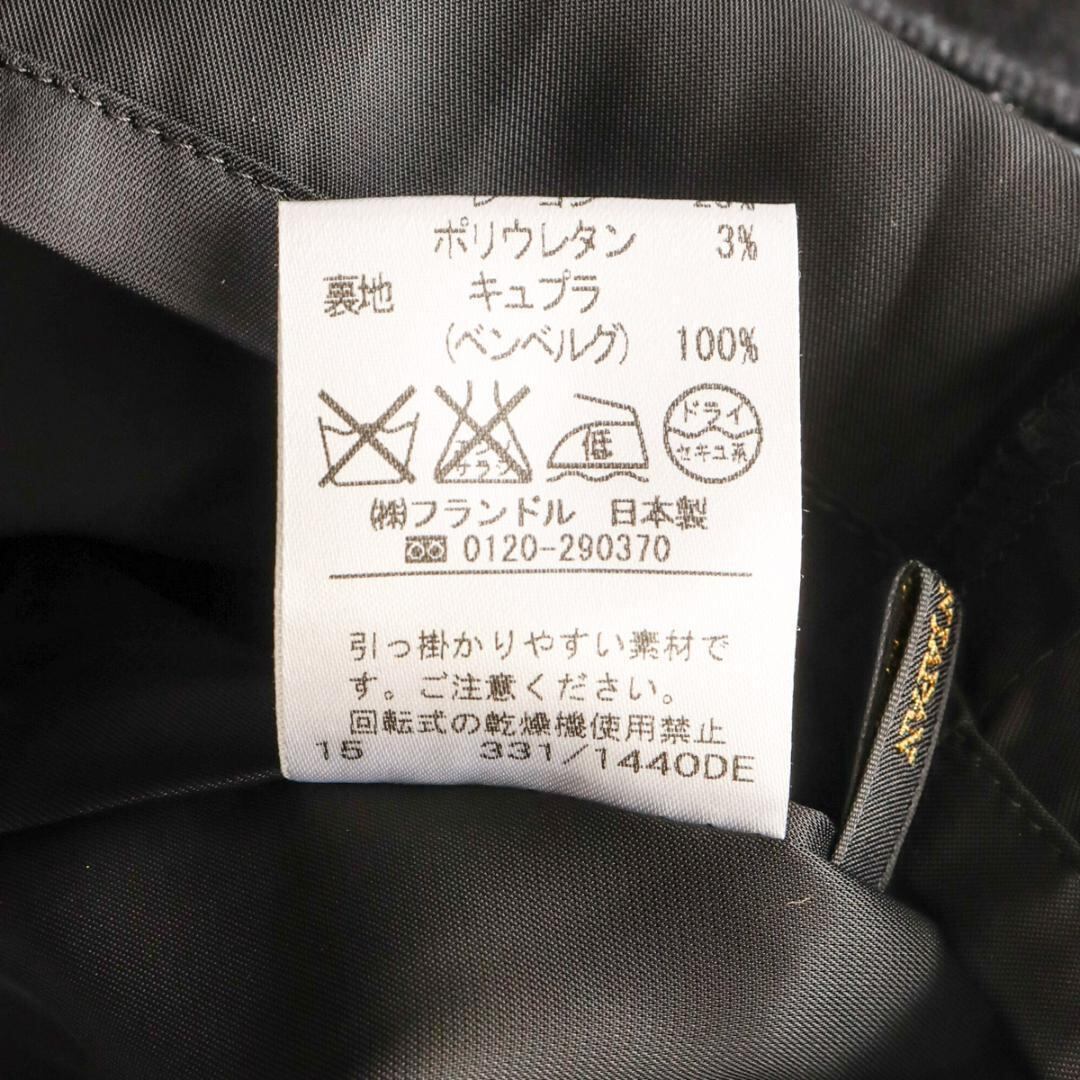 ポリウレタン 3%
裏地 キュプラ
(ベンベルグ) 100%
低
ドライ
セキユ系
㈱フランドル 日本製
0120-290370
引っ掛かりやすい素材で
す。ご注意ください。
回転式の乾燥機使用禁止
15 331/1440DE
JAPAN